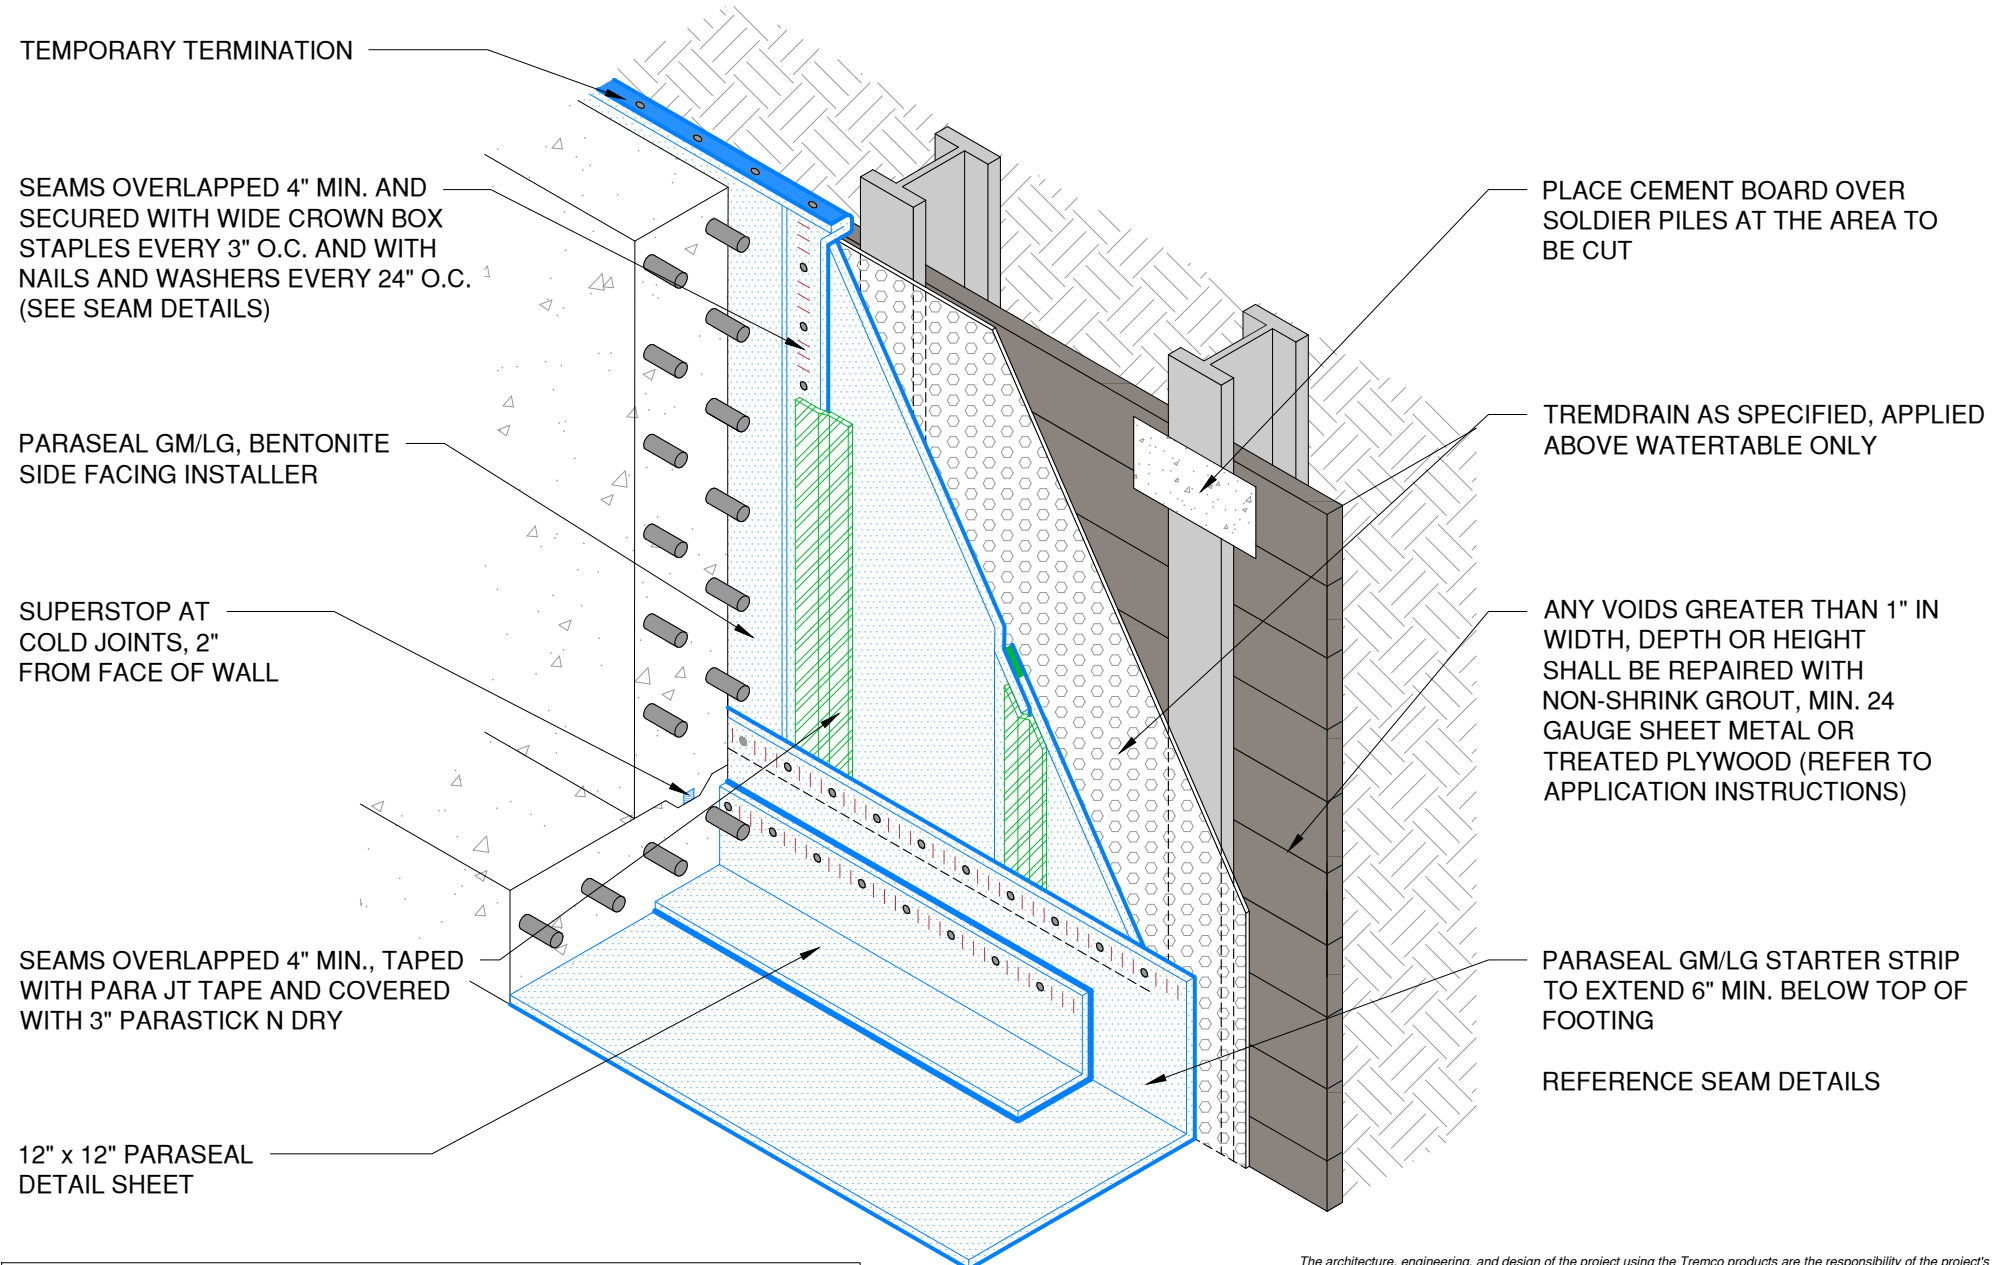 TEMPORARY TERMINATION
SEAMS OVERLAPPED 4" MIN. AND
SECURED WITH WIDE CROWN BOX
STAPLES EVERY 3" O.C. AND WITH
NAILS AND WASHERS EVERY 24" O.C.
(SEE SEAM DETAILS)
PARASEAL GM/LG, BENTONITE
SIDE FACING INSTALLER
SUPERSTOP AT
COLD JOINTS, 2"
FROM FACE OF WALL
SEAMS OVERLAPPED 4" MIN., TAPED
WITH PARA JT TAPE AND COVERED
WITH 3" PARASTICK N DRY
12" x 12" PARASEAL
DETAIL SHEET
PLACE CEMENT BOARD OVER
SOLDIER PILES AT THE AREA TO
BE CUT
TREMDRAIN AS SPECIFIED, APPLIED
ABOVE WATERTABLE ONLY
ANY VOIDS GREATER THAN 1" IN
WIDTH, DEPTH OR HEIGHT
SHALL BE REPAIRED WITH
NON-SHRINK GROUT, MIN. 24
GAUGE SHEET METAL OR
TREATED PLYWOOD (REFER TO
APPLICATION INSTRUCTIONS)
PARASEAL GM/LG STARTER STRIP
TO EXTEND 6" MIN. BELOW TOP OF
FOOTING
REFERENCE SEAM DETAILS
The architecture, engineering, and design of the project using the Tremco products are the responsibility of the project's